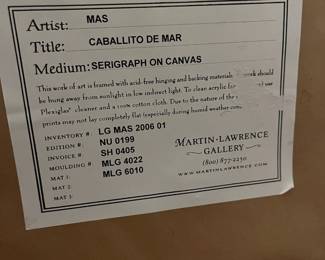 Artist: MAS
Title: CABALLITO DE MAR
Medium: SERIGRAPH ON CANVAS
This work of art is framed with acid-free hinging and backing materials. should
be hung away from sunlight in low indirect light. To clean acrylic use
Plexiglas® cleaner and a 100% cotton cloth. Due to the nature of
prints may not lay completely flat (especially during humid weather
INVENTORY # LG MAS 2006 01
EDITION # NU 0199
INVOICE # SH 0405
MOULDING # MLG 4022
MAT 1: MLG 6010
MAT 2:
MAT 3:
MARTIN LAWRENCE
GALLERY
(800) 877-2250
WWW.MARTINLAWRENCE.COM